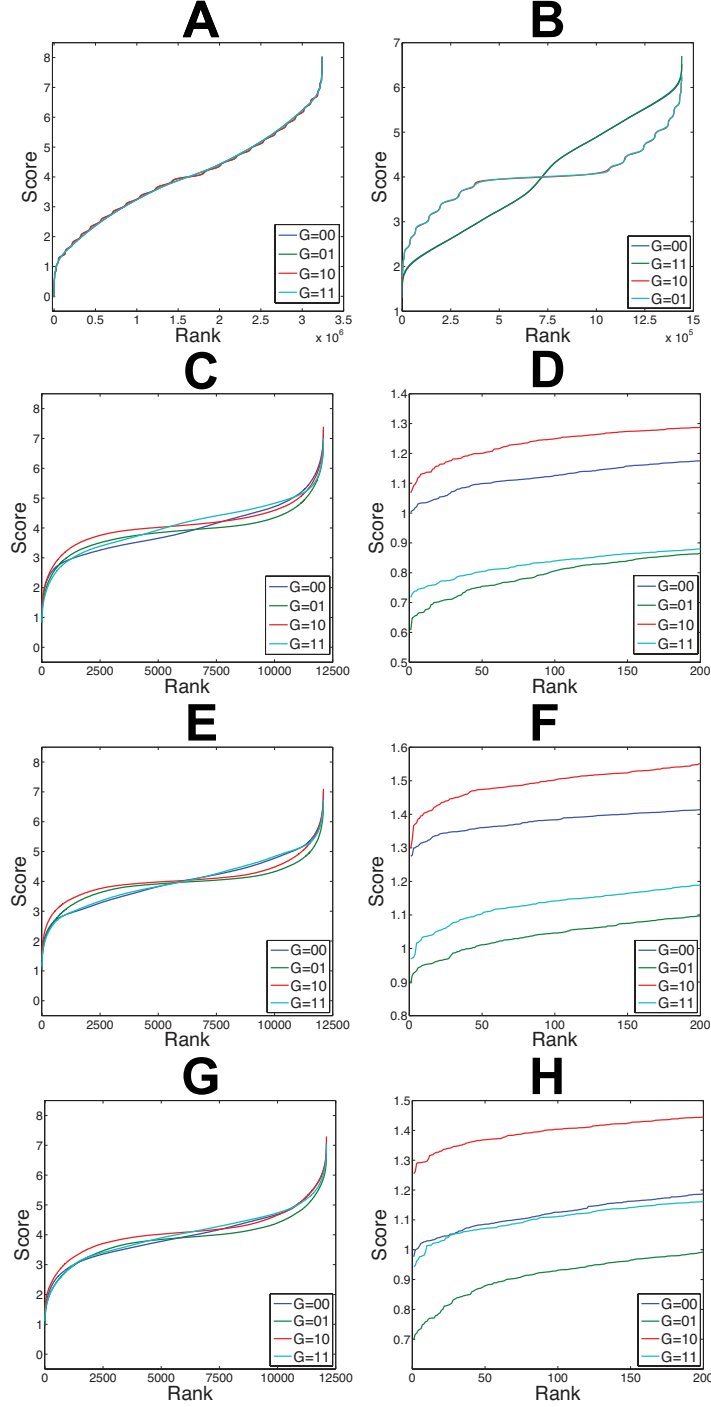 A
B
8
7
6
5
4
3
2
1
0
Score
G=00
G=01
G=10
G=11
0
0.5
1
1.5
2
2.5
3
3.5
Rank
x 10^6
7
6
5
4
3
2
1
Score
G=00
G=11
G=10
G=01
0
2.5
5
7.5
10
12.5
15
Rank
x 10^5
C
D
8
7
6
5
4
3
2
1
0
Score
G=00
G=01
G=10
G=11
0
2500
5000
7500
10000
12500
Rank
1.4
1.3
1.2
1.1
1
0.9
0.8
0.7
0.6
0.5
Score
G=00
G=01
G=10
G=11
0
50
100
150
200
Rank
E
F
8
7
6
5
4
3
2
1
0
Score
G=00
G=01
G=10
G=11
0
2500
5000
7500
10000
12500
Rank
1.6
1.5
1.4
1.3
1.2
1.1
1
0.9
0.8
Score
G=00
G=01
G=10
G=11
0
50
100
150
200
Rank
G
H
8
7
6
5
4
3
2
1
0
Score
G=00
G=01
G=10
G=11
0
2500
5000
7500
10000
12500
Rank
1.5
1.4
1.3
1.2
1.1
1
0.9
0.8
0.7
Score
G=00
G=01
G=10
G=11
0
50
100
150
200
Rank